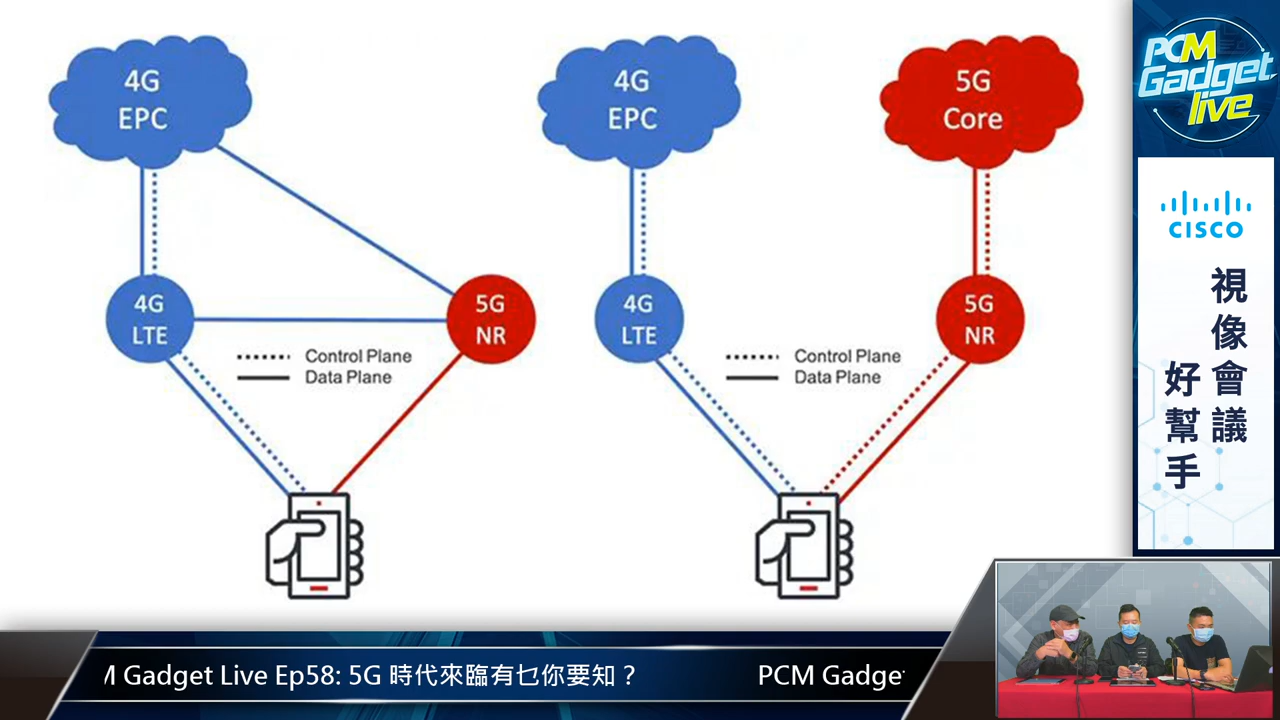 4G
EPC
4G
LTE
5G
NR
Control Plane
Data Plane
4G
EPC
5G
Core
4G
LTE
5G
NR
Control Plane
Data Plane
PCM
Gadget
live
CISCO
視像會議
好幫手
M Gadget Live Ep58: 5G 時代來臨有乜你要知？
PCM Gadge